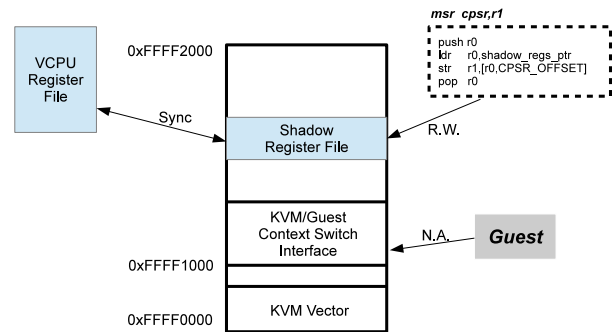 msr cpsr,r1
push r0
ldr r0,shadow_regs_ptr
str r1,[r0,CPSR_OFFSET]
pop r0
VCPU
Register
File
0xFFFF2000
Sync
Shadow
Register File
R.W.
KVM/Guest
Context Switch
Interface
N.A.
Guest
0xFFFF1000
KVM Vector
0xFFFF0000